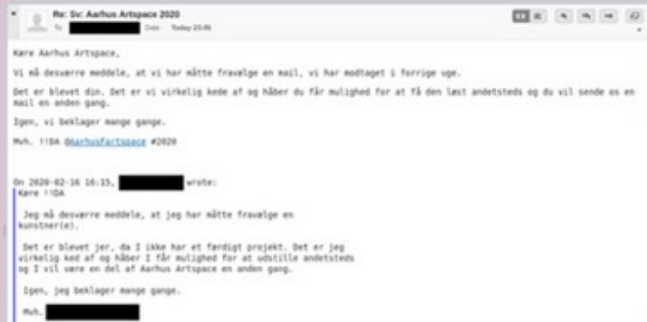 Re: Sv: Aarhus Artspace 2020
To
Date Today 23:05
Kære Aarhus Artspace,
Vi må desværre meddele, at vi har måtte fravælge en mail, vi har modtaget i forrige uge.
Det er blevet din. Det er vi virkelig kede af og håber du får mulighed for at få den læst andetsteds og du vil sende os en
mail en anden gang.
Igen, vi beklager mange gange.
Mvh. !!DA @AarhusFartspace #2020
On 2020-02-16 16:15, wrote:
Kære !!DA
Jeg må desværre meddele, at jeg har måtte fravælge en
kunstner(e).
Det er blevet jer, da I ikke har et færdigt projekt. Det er jeg
virkelig ked af og håber I får mulighed for at udstille andetsteds
og I vil være en del af Aarhus Artspace en anden gang.
Igen, jeg beklager mange gange.
Mvh.